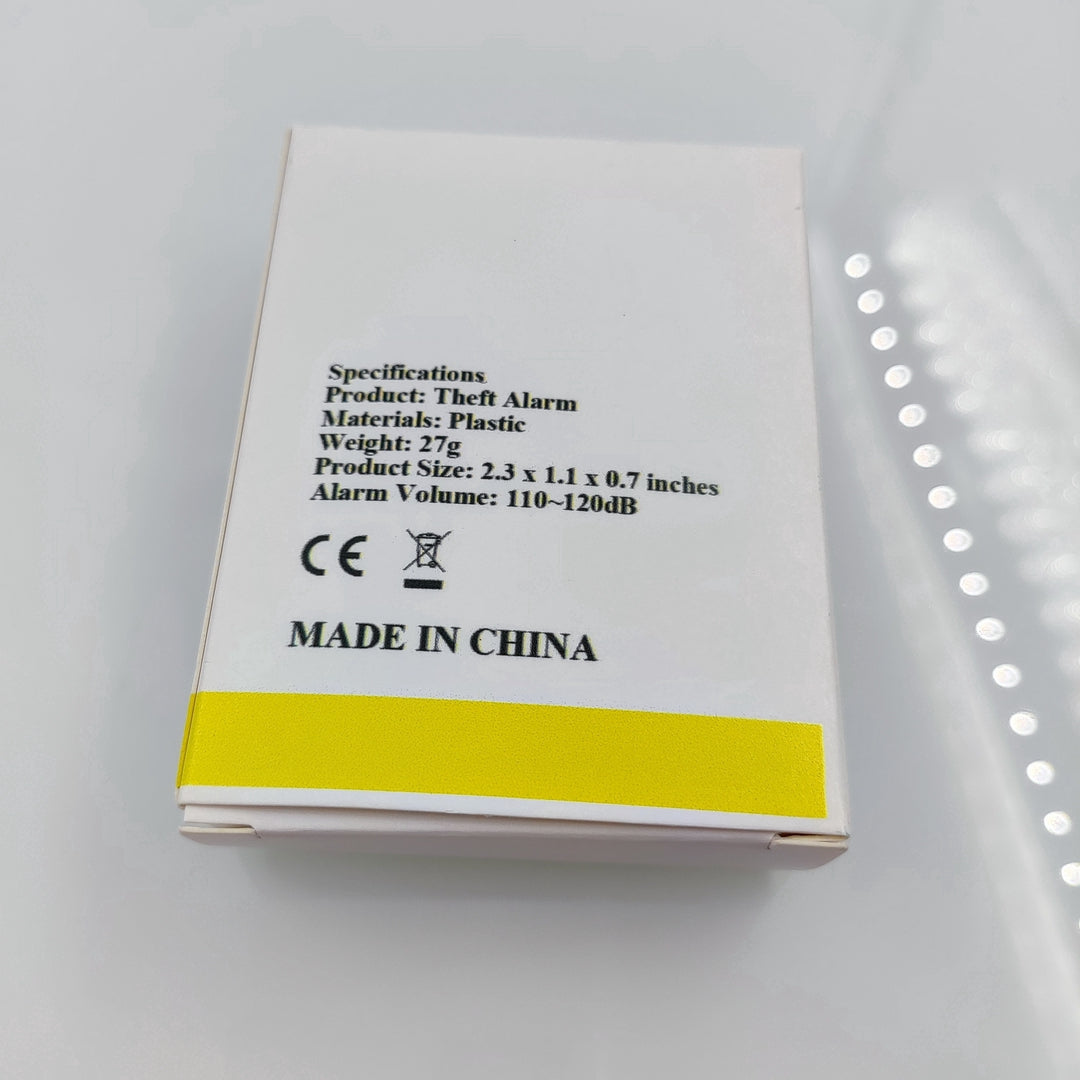 Specifications
Product: Theft Alarm
Materials: Plastic
Weight: 27g
Product Size: 2.3 x 1.1 x 0.7 inches
Alarm Volume: 110~120dB
CE
MADE IN CHINA